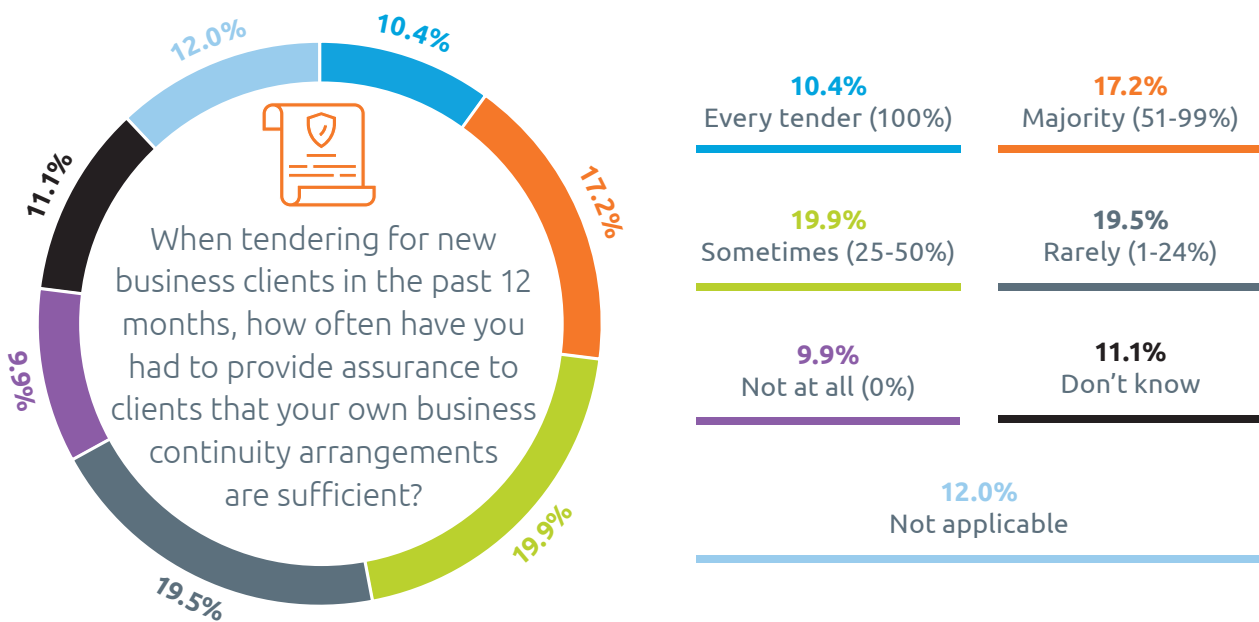 12.0%
10.4%
17.2%
11.1%
9.9%
19.9%
19.5%
When tendering for new
business clients in the past 12
months, how often have you
had to provide assurance to
clients that your own business
continuity arrangements
are sufficient?
10.4%
Every tender (100%)
17.2%
Majority (51-99%)
19.9%
Sometimes (25-50%)
19.5%
Rarely (1-24%)
9.9%
Not at all (0%)
11.1%
Don’t know
12.0%
Not applicable